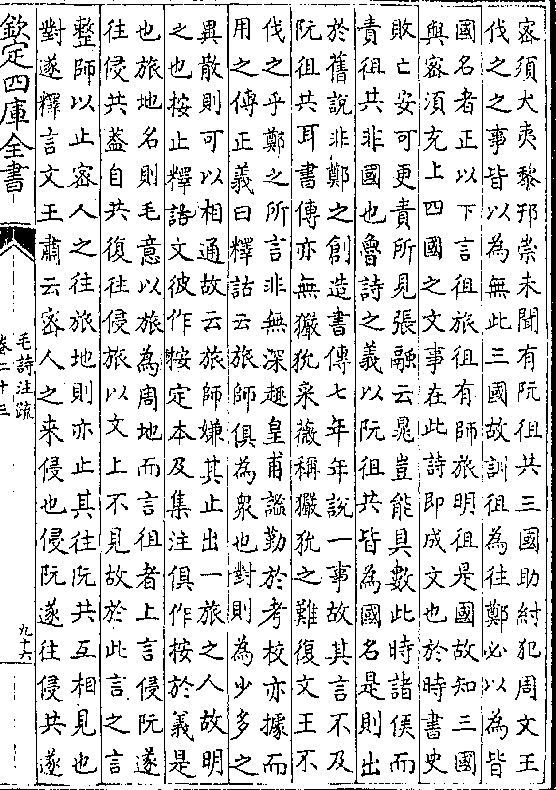 密須犬夷黎邘崇未聞有阮徂共三國助紂犯周文王
伐之之事皆以為無此三國故訓徂為往鄭必以為皆
國名者正以下言徂旅徂有師旅明徂是國故知三國
與密須充上四國之文事在此詩即成文也於時書史
敗亡安可更責所見張融云晁豈能具數此時諸侯而
責徂共非國也魯詩之義以阮徂共皆為國名是則出
於舊說非鄭之創造書傳七年年說一事故其言不及
阮徂共耳書傳亦無玁狁采薇稱玁狁之難復文王不
伐之乎鄭之所言非無深趣皇甫謐勤於考校亦據而
用之傳正義曰釋詁云旅師俱為衆也對則為少多之
異散則可以相通故云旅師嫌其止出一旅之人故明
之也按止釋詁文彼作按定本及集注俱作按於義是
也旅地名則毛意以旅為周地而言徂者上言侵阮遂
往侵共葢自共復往侵旅以文上不見故於此言之言
整師以止密人之往旅地則亦止其往阮共互相見也
對遂釋言文王肅云密人之来侵也侵阮遂往侵共遂
欽定四庫全書
毛詩注疏
卷二十三
九十六